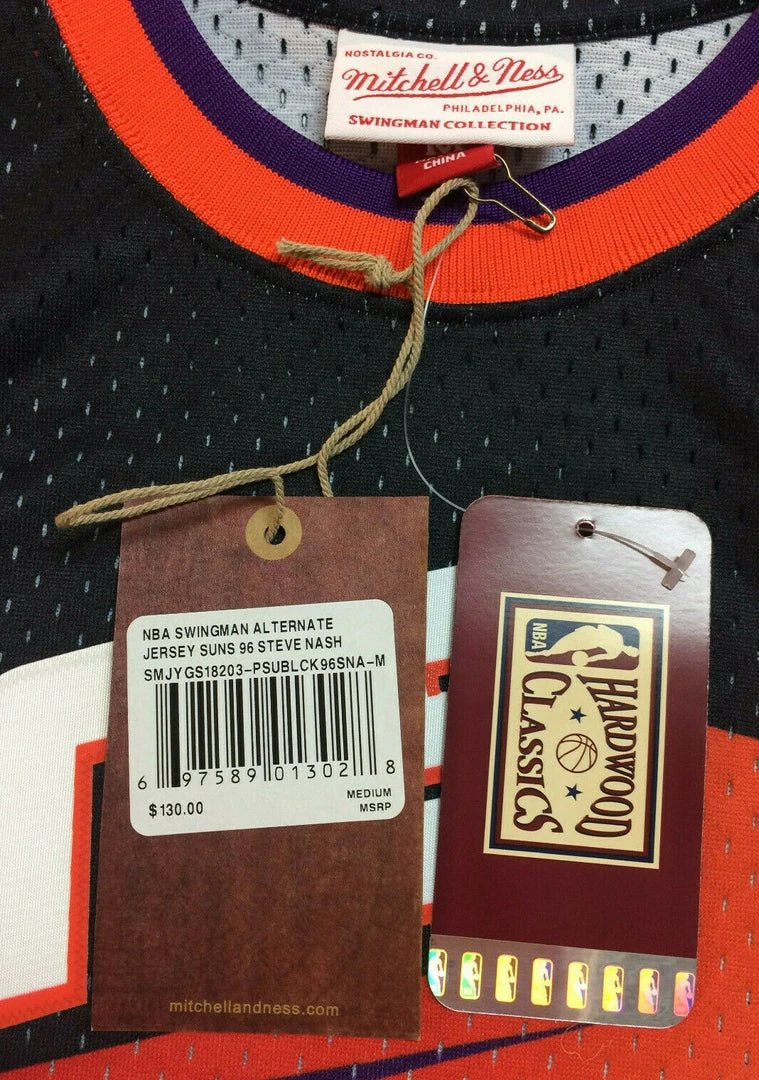 NOSTALGIA CO.
Mitchell & Ness
PHILADELPHIA, PA.
SWINGMAN COLLECTION
CHINA
NBA SWINGMAN ALTERNATE
JERSEY SUNS 96 STEVE NASH
SMJYGS18203-PSUBLCK96SNA-M
6 97589 01302 8
$130.00
MEDIUM
MSRP
mitchellandness.com
NBA
HARDWOOD
CLASSICS